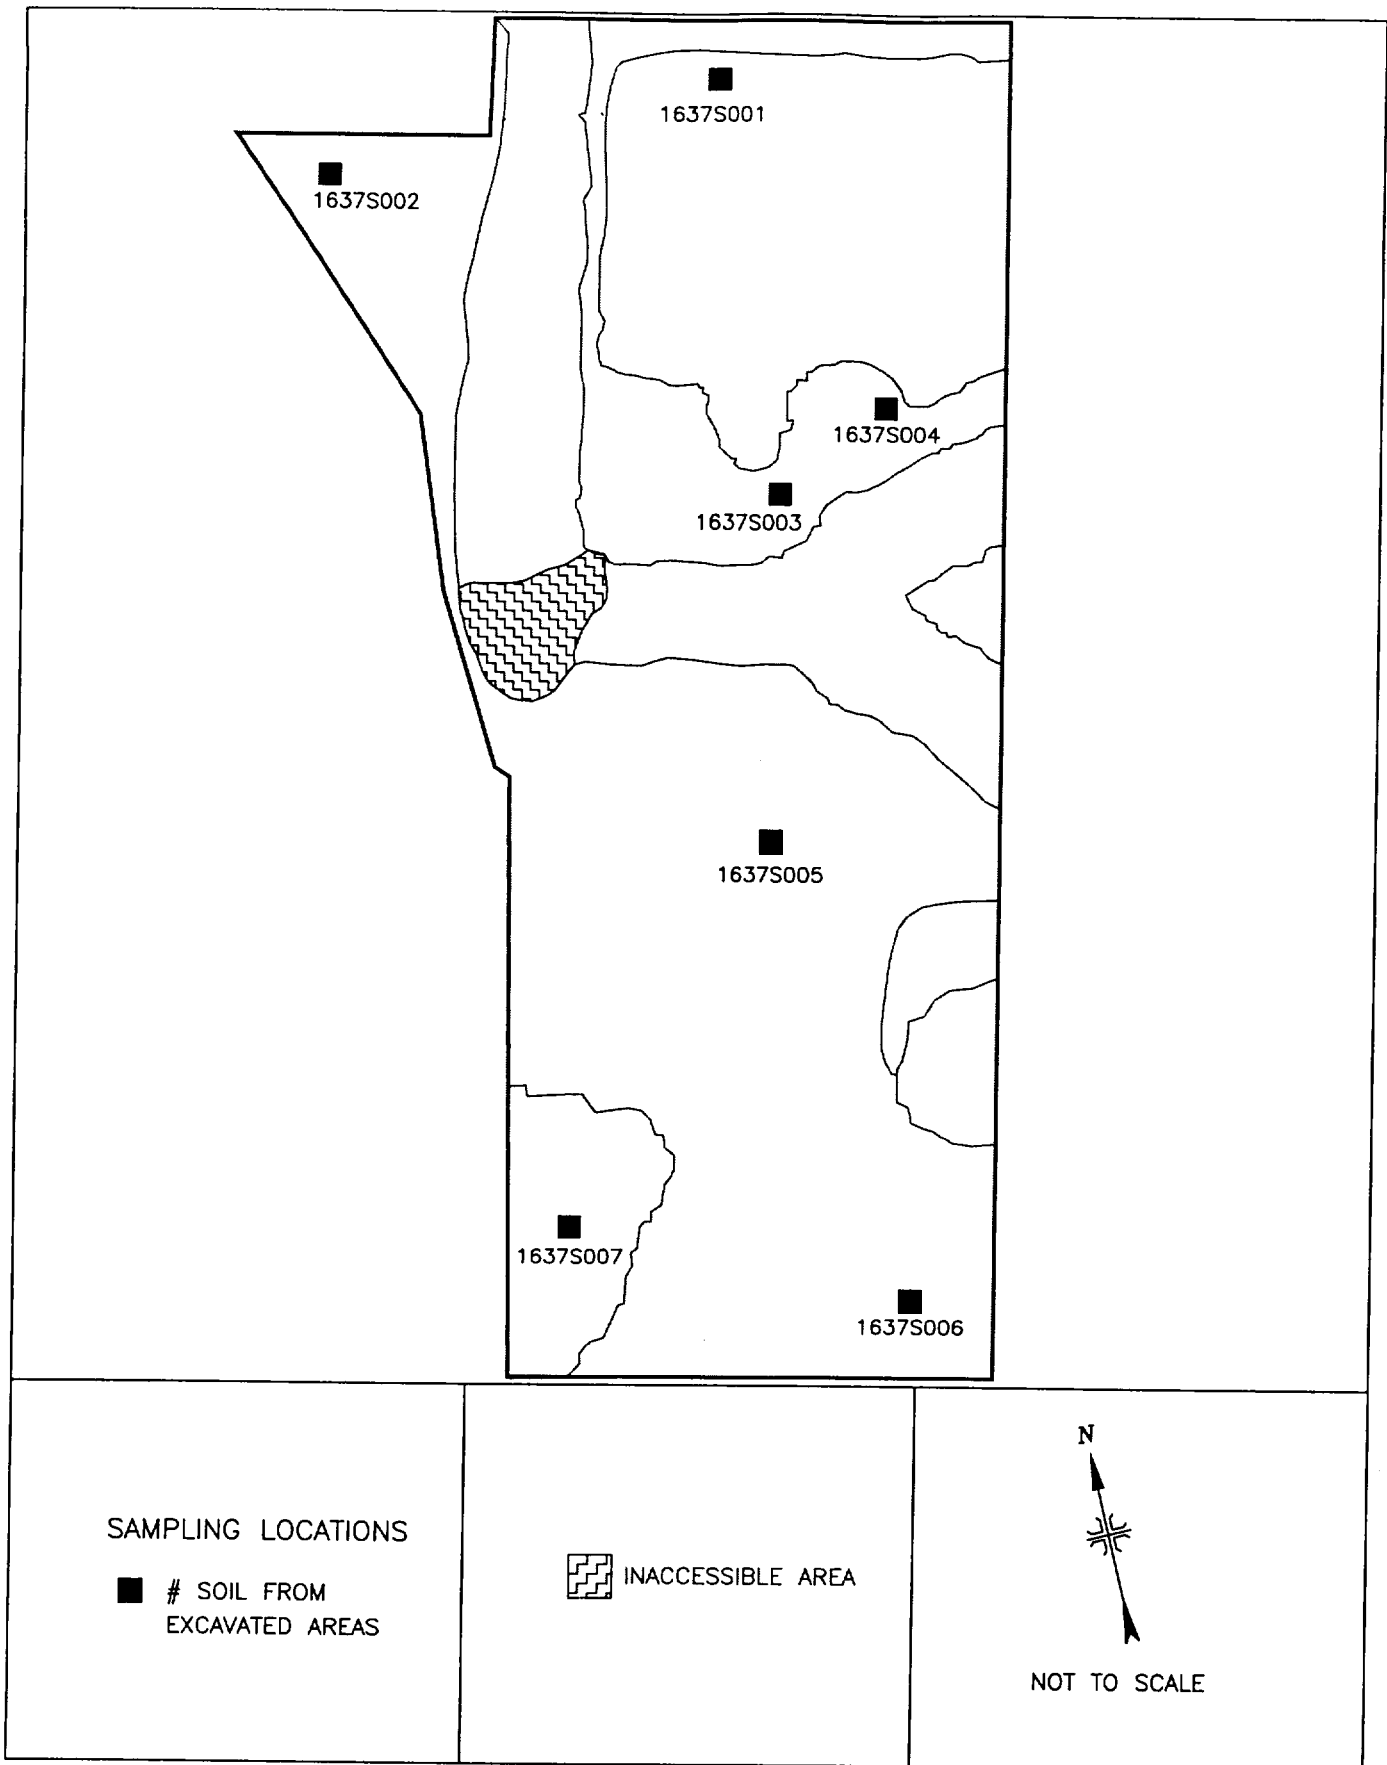 1637S001
1637S002
1637S004
1637S003
1637S005
1637S007
1637S006
SAMPLING LOCATIONS
# SOIL FROM
EXCAVATED AREAS
INACCESSIBLE AREA
N
NOT TO SCALE